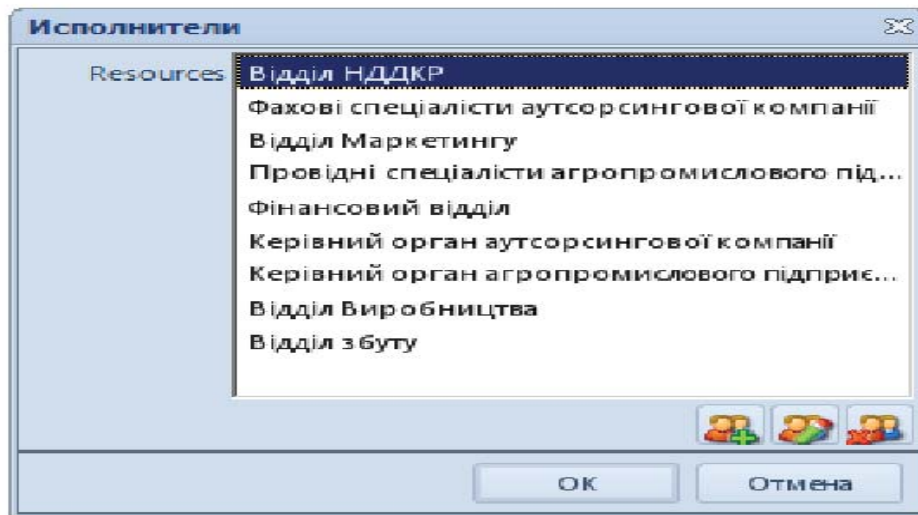 Исполнители
Resources
Відділ НДДКР
Фахові спеціалісти аутсорсингової компанії
Відділ Маркетингу
Провідні спеціалісти агропромислового під...
Фінансовий відділ
Керівний орган аутсорсингової компанії
Керівний орган агропромислового підприє...
Відділ Виробництва
Відділ збуту
ОК
Отмена